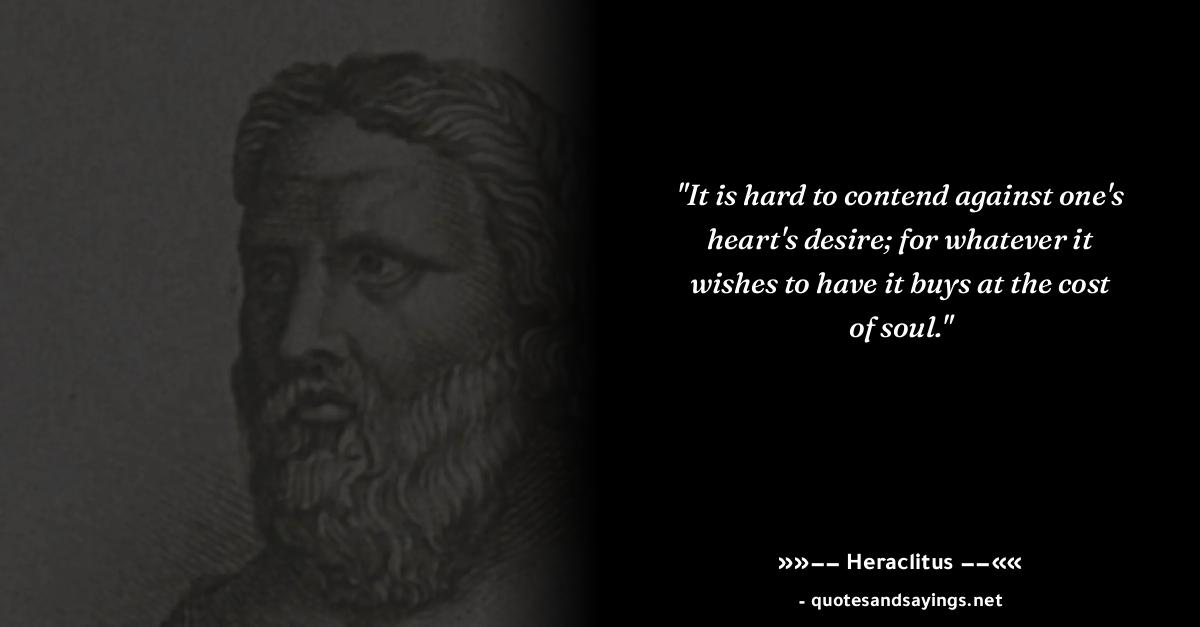 "It is hard to contend against one's
heart's desire; for whatever it
wishes to have it buys at the cost
of soul."
»»−− Heraclitus −−««
- quotesandsayings.net